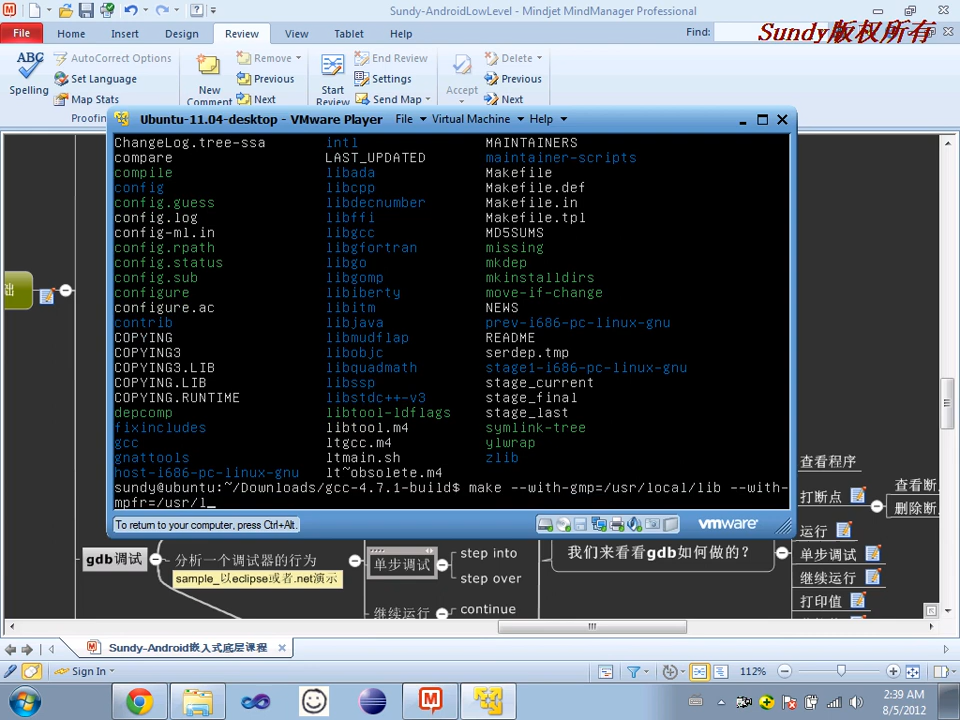 Sundy-AndroidLowLevel - Mindjet MindManager Professional
File Home Insert Design Review View Tablet Help Find:
Sundy版权所有
ABC
Spelling
AutoCorrect Options
Set Language
Map Stats
New
Comment
Remove
Previous
Next
Start
Review
End Review
Settings
Send Map
Accept
Delete
Previous
Next
Ubuntu-11.04-desktop - VMware Player File Virtual Machine Help
ChangeLog.tree-ssa intl MAINTAINERS
compare LAST_UPDATED maintainer-scripts
compile libada Makefile
config libcpp Makefile.def
config.guess libdecnumber Makefile.in
config.log libffi Makefile.tpl
config-ml.in libgcc MD5SUMS
config.rpath libgfortran missing
config.status libgo mkdep
config.sub libgomp mkinstalldirs
configure libiberty move-if-change
configure.ac libitm NEWS
contrib libjava prev-i686-pc-linux-gnu
COPYING libmudflap README
COPYING3 libobjc serdep.tmp
COPYING3.LIB libquadmath stage1-i686-pc-linux-gnu
COPYING.LIB libssp stage_current
COPYING.RUNTIME libstdc++-v3 stage_final
depcomp libtool-ldflags stage_last
fixincludes libtool.m4 symlink-tree
gcc ltgcc.m4 ylwrap
gnattools ltmain.sh zlib
host-i686-pc-linux-gnu lt~obsolete.m4
sundy@ubuntu:~/Downloads/gcc-4.7.1-build$ make --with-gmp=/usr/local/lib --with-
mpfr=/usr/l_
To return to your computer, press Ctrl+Alt.
vmware
础
查看程序
打断点
查看断
删除断
运行
单步调试
继续运行
打印值
gdb调试
分析一个调试器的行为
sample_以eclipse或者.net演示
单步调试
step into
step over
继续运行
continue
我们来看看gdb如何做的？
Sundy-Android嵌入式底层课程
Sign In
112%
2:39 AM
8/5/2012